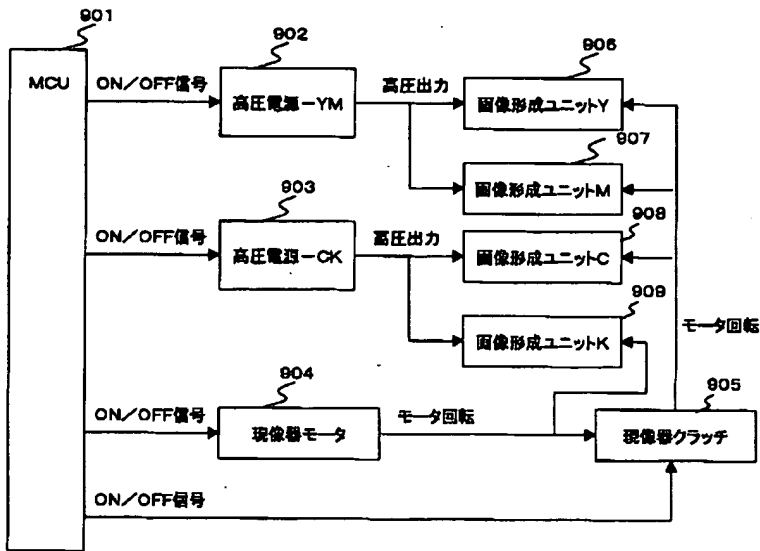 901
MCU
ON/OFF信号
902
高圧電源-YM
高圧出力
906
画像形成ユニットY
907
画像形成ユニットM
ON/OFF信号
903
高圧電源-CK
高圧出力
908
画像形成ユニットC
909
画像形成ユニットK
モータ回転
ON/OFF信号
904
現像器モータ
モータ回転
905
現像器クラッチ
ON/OFF信号